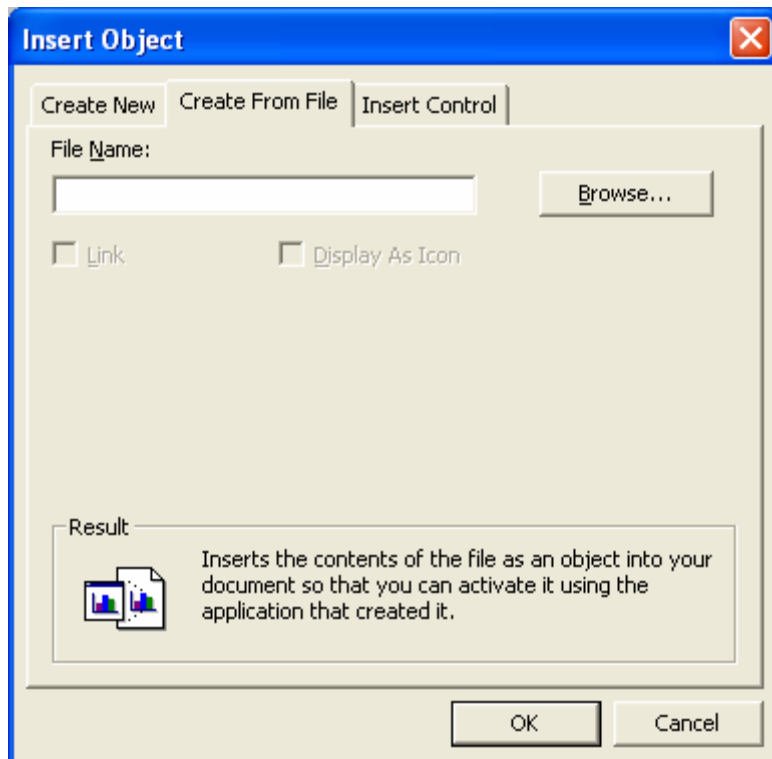 Insert Object
Create New Create From File Insert Control
File Name:
Browse...
Link Display As Icon
Result
Inserts the contents of the file as an object into your
document so that you can activate it using the
application that created it.
OK Cancel